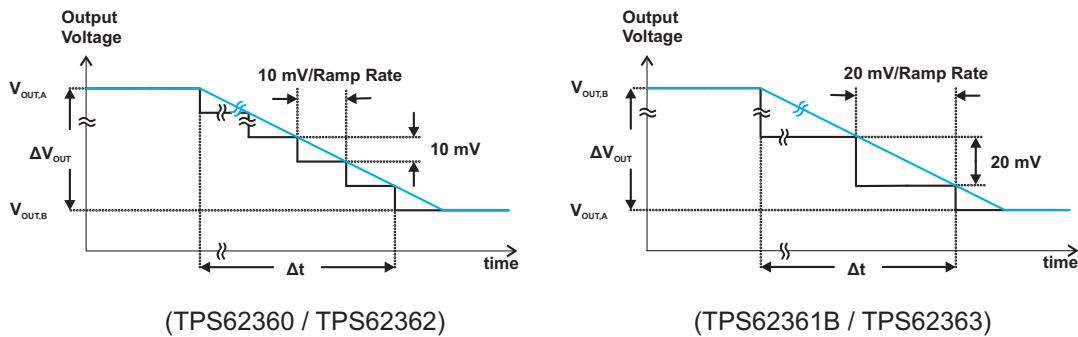 Output
Voltage
10 mV/Ramp Rate
V_OUT,A
ΔV_OUT
10 mV
V_OUT,B
time
Δt
(TPS62360 / TPS62362)
Output
Voltage
20 mV/Ramp Rate
V_OUT,B
ΔV_OUT
20 mV
V_OUT,A
time
Δt
(TPS62361B / TPS62363)